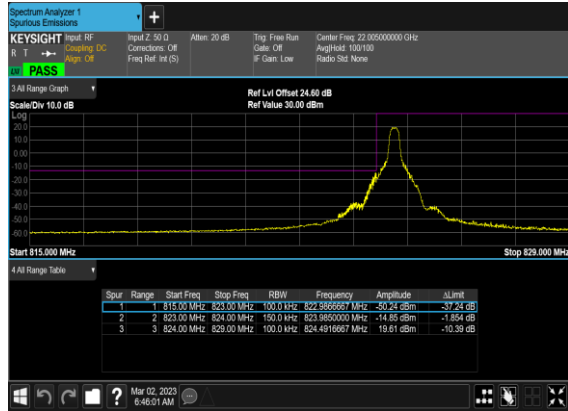 Spectrum Analyzer 1
Spurious Emissions
KEYSIGHT Input: RF Input Z: 50 Ω Atten: 20 dB Trig: Free Run Center Freq: 22.005000000 GHz
R T Coupling: DC Corrections: Off Gate: Off Avg|Hold: 100/100
Align: Off Freq Ref: Int (S) IF Gain: Low Radio Std: None
PASS
3 All Range Graph
Ref Lvl Offset 24.60 dB
Scale/Div 10.0 dB Ref Value 30.00 dBm
Log
20.0
10.0
0.00
-10.0
-20.0
-30.0
-40.0
-50.0
-60.0
Start 815.000 MHz Stop 829.000 MHz
4 All Range Table
Spur Range Start Freq Stop Freq RBW Frequency Amplitude ΔLimit
1 1 815.00 MHz 823.00 MHz 100.0 kHz 822.9866667 MHz -50.24 dBm -37.24 dB
2 2 823.00 MHz 824.00 MHz 150.0 kHz 823.9850000 MHz -14.85 dBm -1.854 dB
3 3 824.00 MHz 829.00 MHz 100.0 kHz 824.4916667 MHz 19.61 dBm -10.39 dB
? Mar 02, 2023
6:46:01 AM